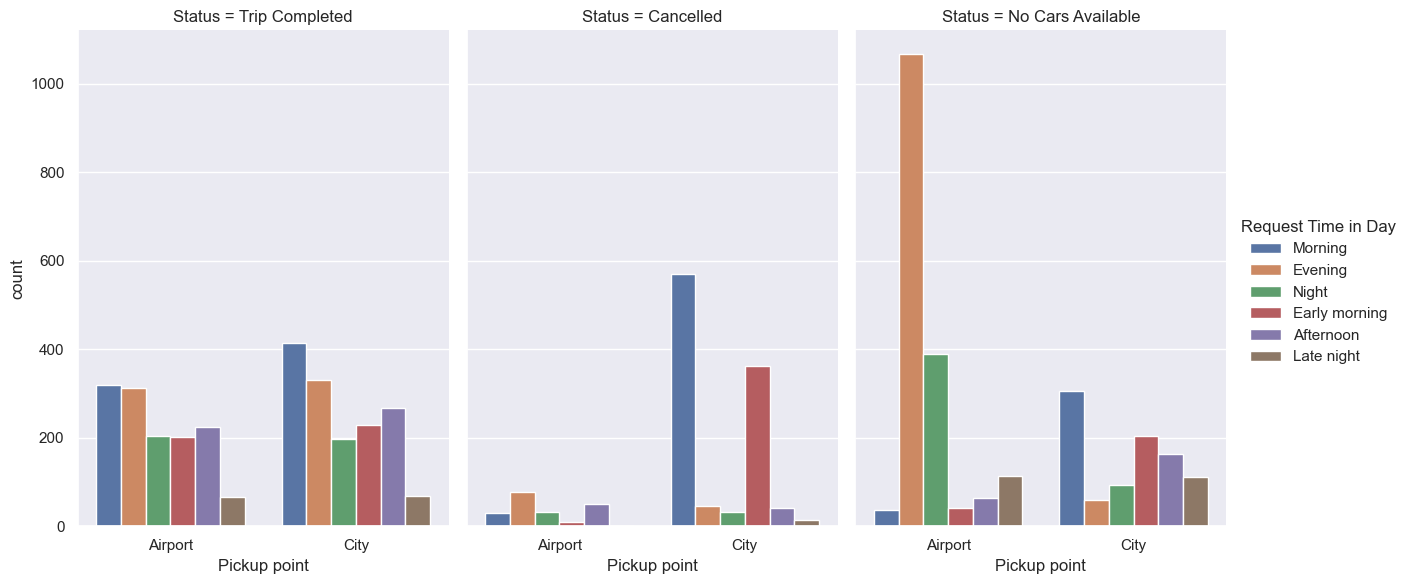 Status = Trip Completed
Status = Cancelled
Status = No Cars Available
count
1000
800
600
400
200
0
Airport
City
Airport
City
Airport
City
Pickup point
Pickup point
Pickup point
Request Time in Day
Morning
Evening
Night
Early morning
Afternoon
Late night